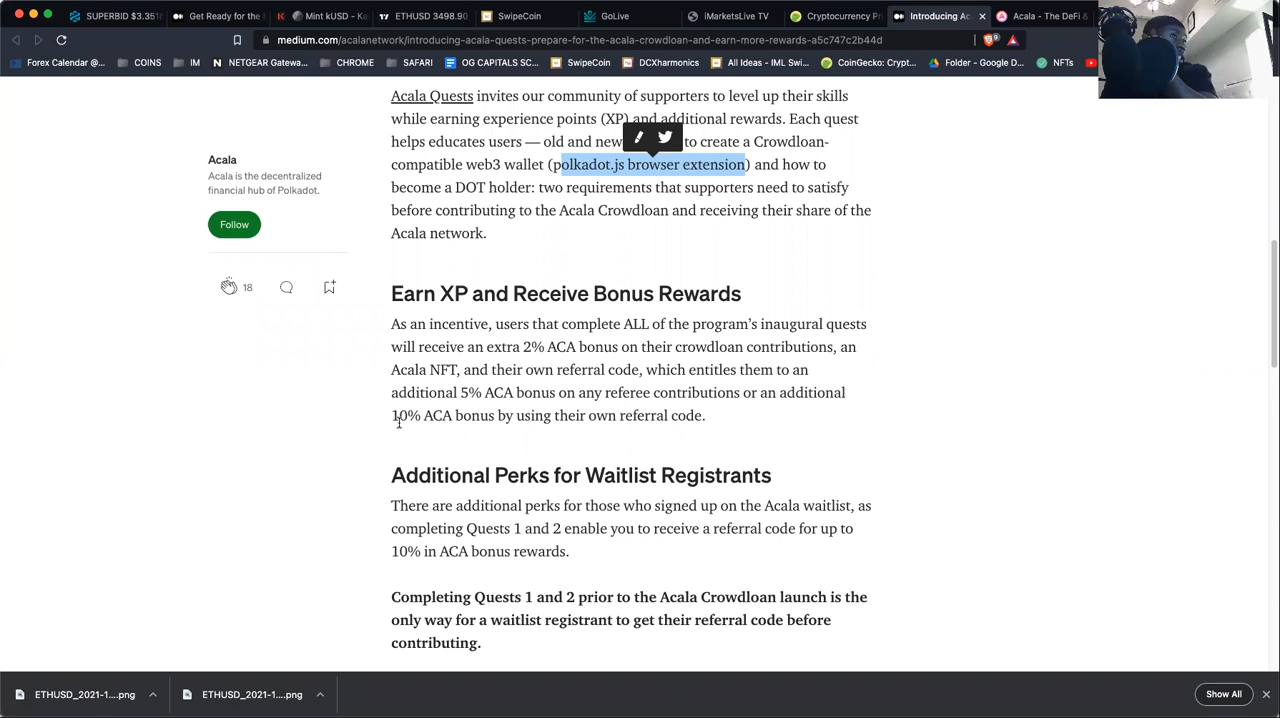 SUPERBID $3.3518
Get Ready for the
Mint kUSD - Ka
ETHUSD 3498.90
SwipeCoin
GoLive
iMarketsLive TV
Cryptocurrency Pr
Introducing Ac
Acala - The DeFi &
medium.com/acalanetwork/introducing-acala-quests-prepare-for-the-acala-crowdloan-and-earn-more-rewards-a5c747c2b44d
Forex Calendar @...
COINS
IM
NETGEAR Gatewa...
CHROME
SAFARI
OG CAPITALS SC...
SwipeCoin
DCXharmonics
All Ideas - IML Swi...
CoinGecko: Crypt...
Folder - Google D...
NFTs
Acala Quests invites our community of supporters to level up their skills
while earning experience points (XP) and additional rewards. Each quest
helps educates users — old and new to create a Crowdloan-
compatible web3 wallet (polkadot.js browser extension) and how to
become a DOT holder: two requirements that supporters need to satisfy
before contributing to the Acala Crowdloan and receiving their share of the
Acala network.
Acala
Acala is the decentralized
financial hub of Polkadot.
Follow
18
Earn XP and Receive Bonus Rewards
As an incentive, users that complete ALL of the program's inaugural quests
will receive an extra 2% ACA bonus on their crowdloan contributions, an
Acala NFT, and their own referral code, which entitles them to an
additional 5% ACA bonus on any referee contributions or an additional
10% ACA bonus by using their own referral code.
Additional Perks for Waitlist Registrants
There are additional perks for those who signed up on the Acala waitlist, as
completing Quests 1 and 2 enable you to receive a referral code for up to
10% in ACA bonus rewards.
Completing Quests 1 and 2 prior to the Acala Crowdloan launch is the
only way for a waitlist registrant to get their referral code before
contributing.
ETHUSD_2021-1....png
ETHUSD_2021-1....png
Show All